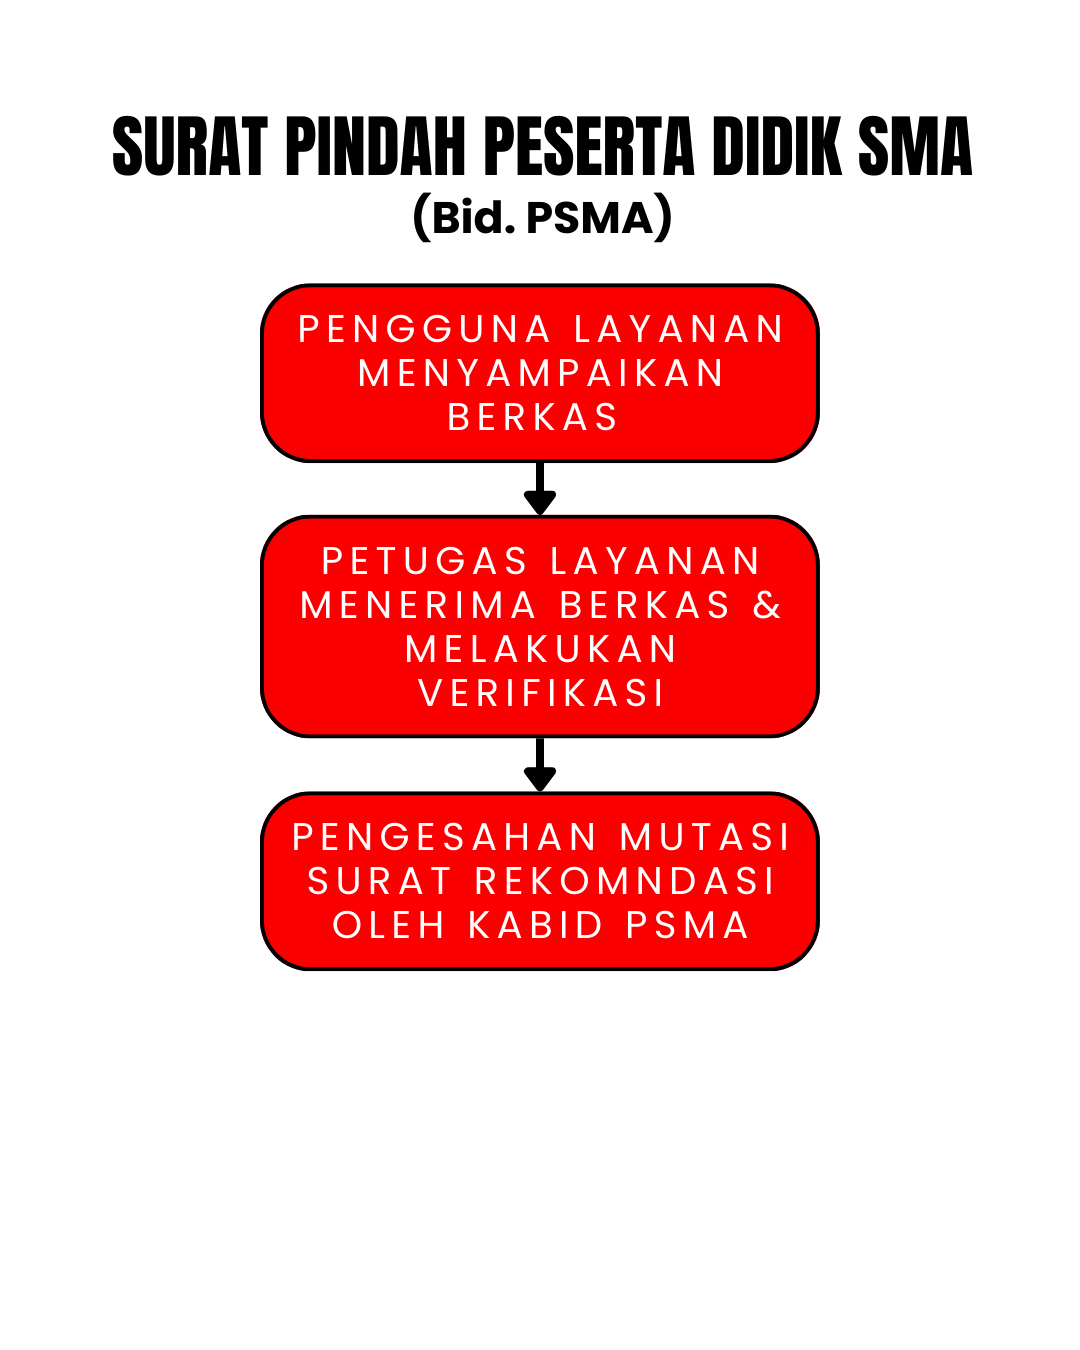 SURAT PINDAH PESERTA DIDIK SMA
(Bid. PSMA)
PENGGUNA LAYANAN
MENYAMPAIKAN
BERKAS
PETUGAS LAYANAN
MENERIMA BERKAS &
MELAKUKAN
VERIFIKASI
PENGESAHAN MUTASI
SURAT REKOMNDASI
OLEH KABID PSMA